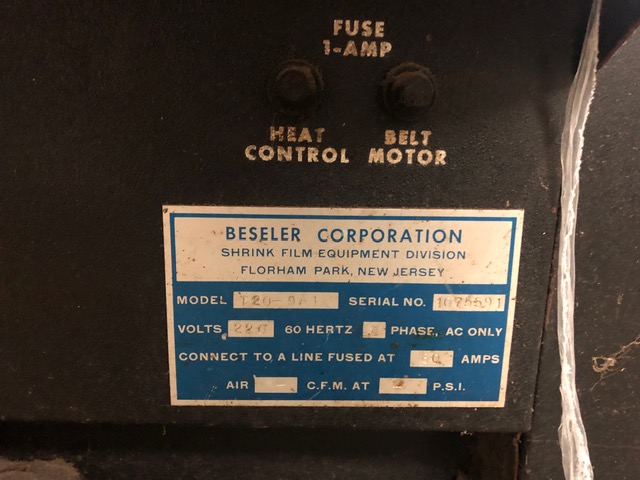 FUSE
1-AMP
HEAT CONTROL
BELT MOTOR
BESELER CORPORATION
SHRINK FILM EQUIPMENT DIVISION
FLORHAM PARK, NEW JERSEY
MODEL SERIAL NO.
VOLTS 220 60 HERTZ PHASE, AC ONLY
CONNECT TO A LINE FUSED AT AMPS
AIR C.F.M. AT P.S.I.